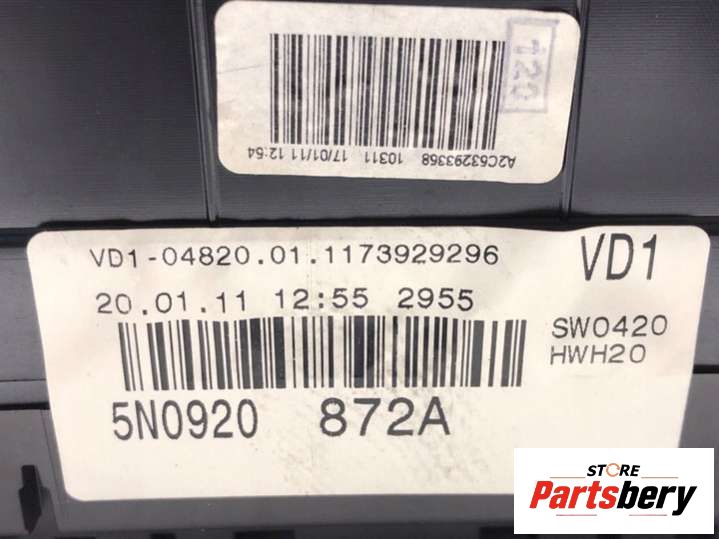 120
A2C53293368 10311 17/01/11 12:54
VD1-04820.01.1173929296
VD1
20.01.11 12:55 2955
SW0420
HWH20
5N0920 872A
STORE
Partsbery